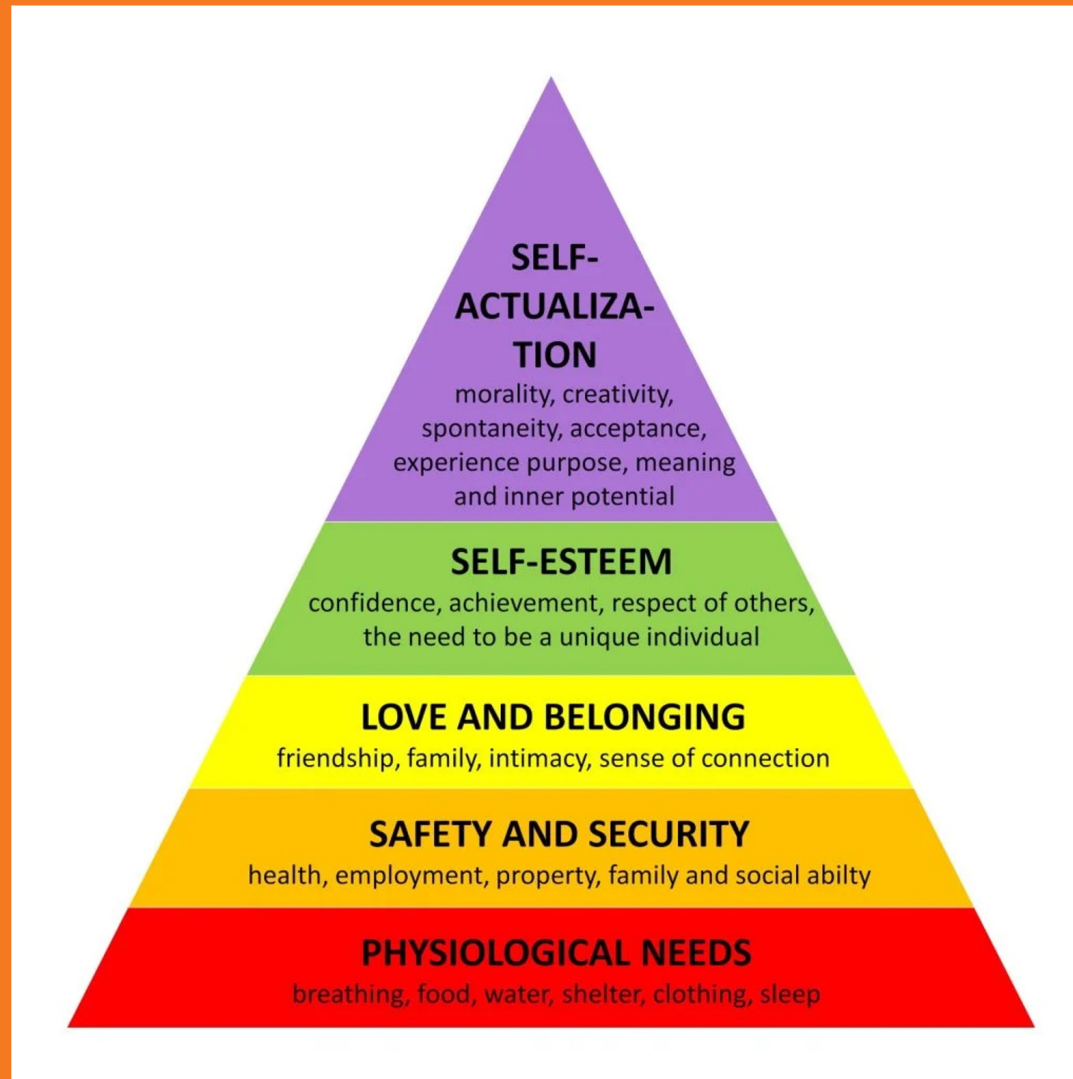 SELF-
ACTUALIZA-
TION
morality, creativity,
spontaneity, acceptance,
experience purpose, meaning
and inner potential
SELF-ESTEEM
confidence, achievement, respect of others,
the need to be a unique individual
LOVE AND BELONGING
friendship, family, intimacy, sense of connection
SAFETY AND SECURITY
health, employment, property, family and social abilty
PHYSIOLOGICAL NEEDS
breathing, food, water, shelter, clothing, sleep